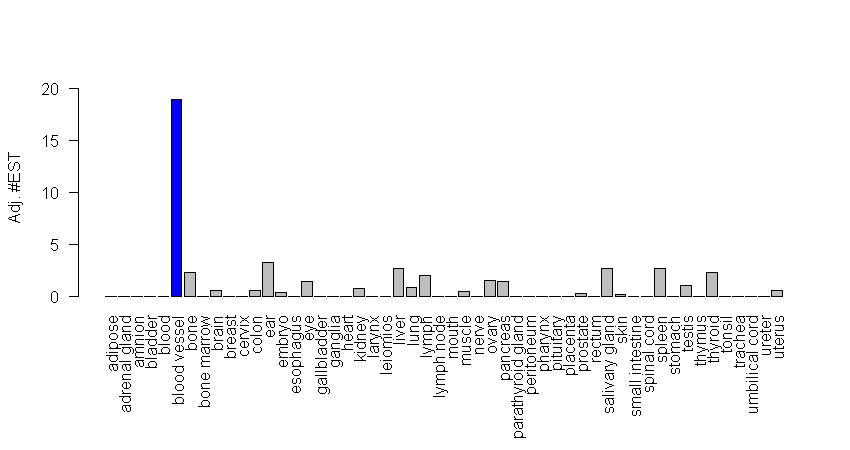 Adj. #EST
20
15
10
5
0
adipose
adrenal gland
amnion
bladder
blood
blood vessel
bone
bone marrow
brain
breast
cervix
colon
ear
embryo
esophagus
eye
gallbladder
ganglia
heart
kidney
larynx
leiomios
liver
lung
lymph
lymph node
mouth
muscle
nerve
ovary
pancreas
parathyroid gland
peritoneum
pharynx
pituitary
placenta
prostate
rectum
salivary gland
skin
small intestine
spinal cord
spleen
stomach
testis
thymus
thyroid
tonsil
trachea
umbilical cord
ureter
uterus